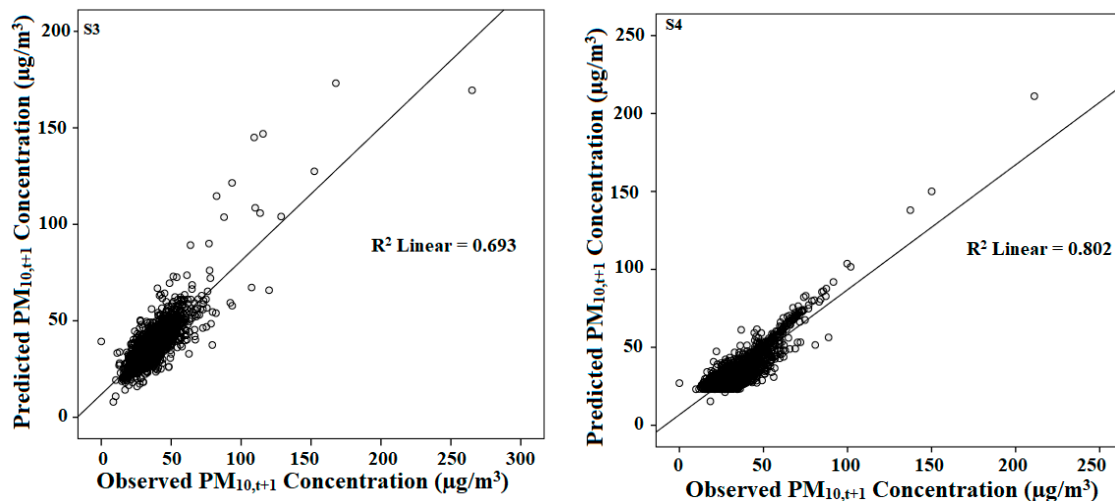 S3
Predicted PM10,t+1 Concentration (µg/m³)
200
150
100
50
0
R² Linear = 0.693
0 50 100 150 200 250 300
Observed PM10,t+1 Concentration (µg/m³)
S4
Predicted PM10,t+1 Concentration (µg/m³)
250
200
150
100
50
0
R² Linear = 0.802
0 50 100 150 200 250
Observed PM10,t+1 Concentration (µg/m³)